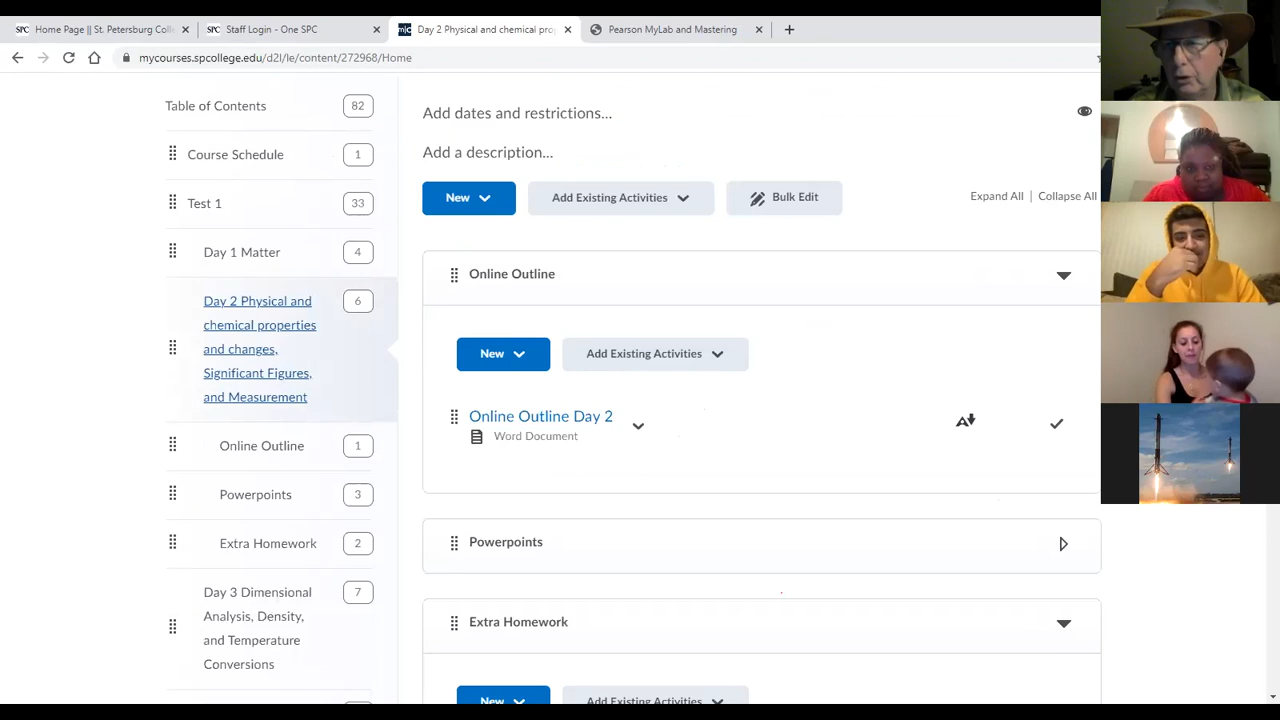 SPC Home Page || St. Petersburg Colle
SPC Staff Login - One SPC
Day 2 Physical and chemical prop
Pearson MyLab and Mastering
mycourses.spcollege.edu/d2l/le/content/272968/Home
Table of Contents 82
Course Schedule 1
Test 1 33
Day 1 Matter 4
Day 2 Physical and 6
chemical properties
and changes,
Significant Figures,
and Measurement
Online Outline 1
Powerpoints 3
Extra Homework 2
Day 3 Dimensional 7
Analysis, Density,
and Temperature
Conversions
Add dates and restrictions...
Add a description...
New
Add Existing Activities
Bulk Edit
Expand All | Collapse All
Online Outline
New
Add Existing Activities
Online Outline Day 2
Word Document
Powerpoints
Extra Homework
New
Add Existing Activities